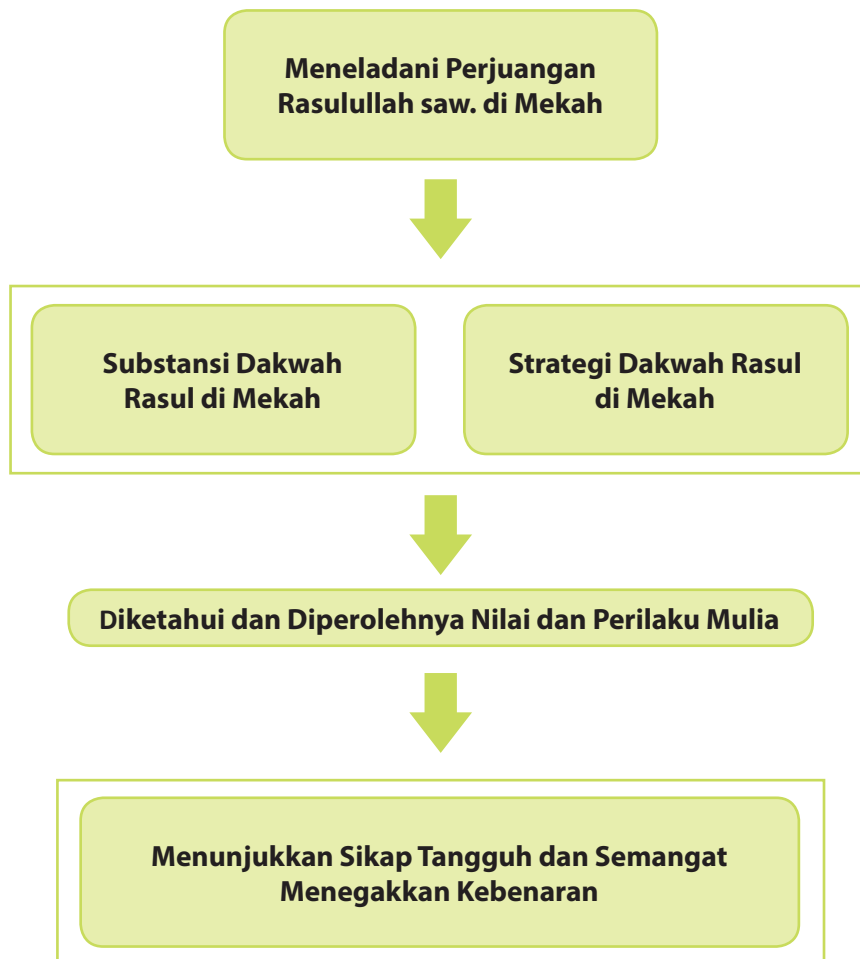 Meneladani Perjuangan
Rasulullah saw. di Mekah
Substansi Dakwah
Rasul di Mekah
Strategi Dakwah Rasul
di Mekah
Diketahui dan Diperolehnya Nilai dan Perilaku Mulia
Menunjukkan Sikap Tangguh dan Semangat
Menegakkan Kebenaran